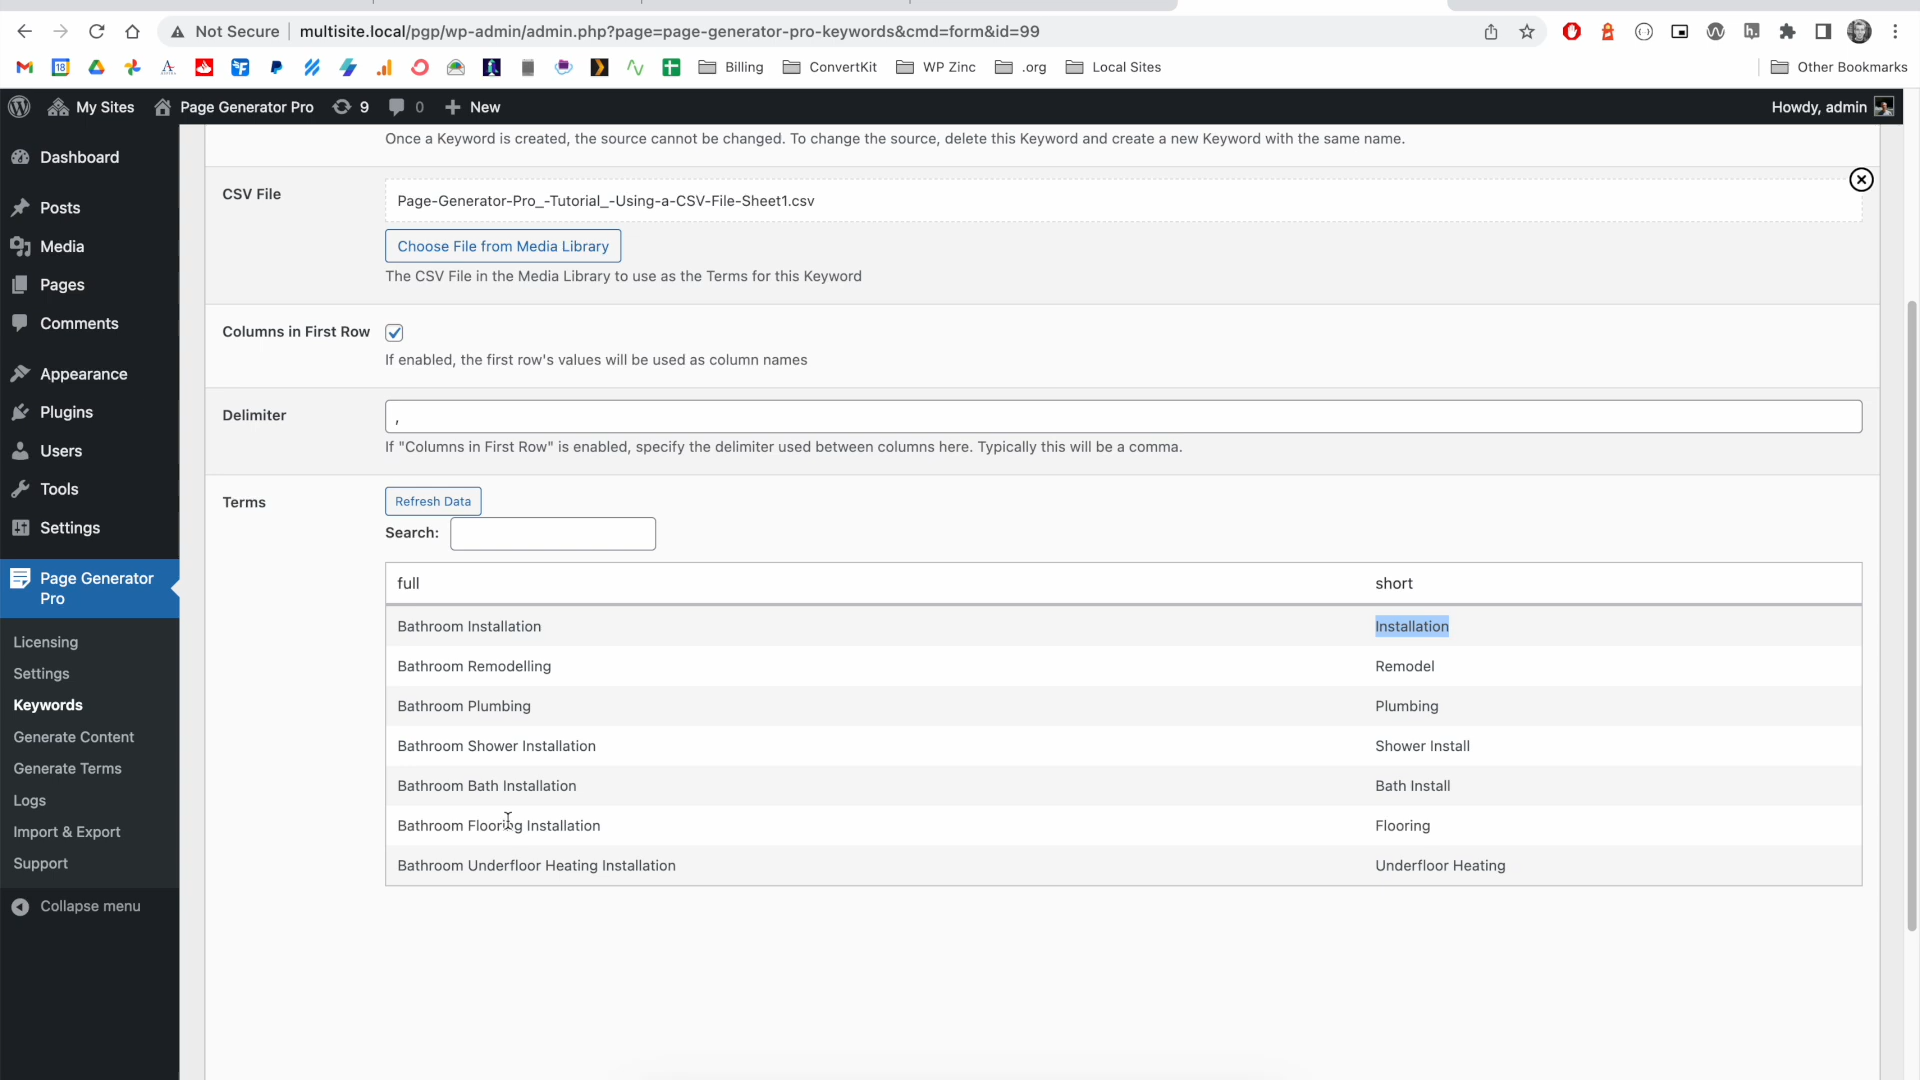 Not Secure multisite.local/pgp/wp-admin/admin.php?page=page-generator-pro-keywords&cmd=form&id=99
18 Billing ConvertKit WP Zinc .org Local Sites Other Bookmarks
My Sites Page Generator Pro 9 0 New Howdy, admin
Dashboard
Posts
Media
Pages
Comments
Appearance
Plugins
Users
Tools
Settings
Page Generator
Pro
Licensing
Settings
Keywords
Generate Content
Generate Terms
Logs
Import & Export
Support
Collapse menu
Once a Keyword is created, the source cannot be changed. To change the source, delete this Keyword and create a new Keyword with the same name.
CSV File
Page-Generator-Pro_-Tutorial_-Using-a-CSV-File-Sheet1.csv
Choose File from Media Library
The CSV File in the Media Library to use as the Terms for this Keyword
Columns in First Row
If enabled, the first row's values will be used as column names
Delimiter
,
If "Columns in First Row" is enabled, specify the delimiter used between columns here. Typically this will be a comma.
Terms
Refresh Data
Search:
full short
Bathroom Installation Installation
Bathroom Remodelling Remodel
Bathroom Plumbing Plumbing
Bathroom Shower Installation Shower Install
Bathroom Bath Installation Bath Install
Bathroom Flooring Installation Flooring
Bathroom Underfloor Heating Installation Underfloor Heating